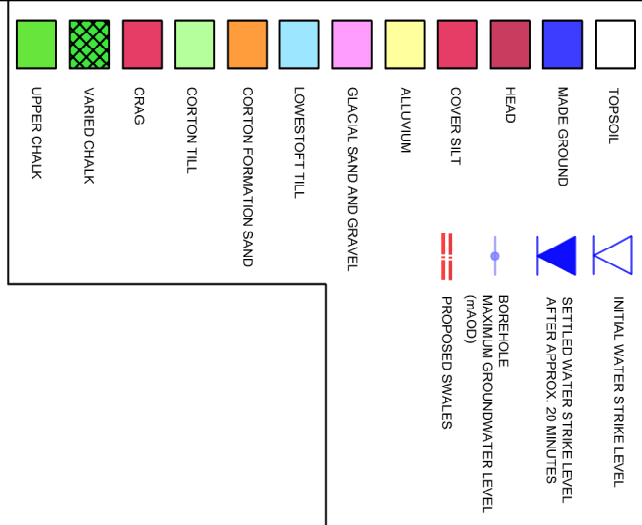 TOPSOIL
MADE GROUND
HEAD
COVER SILT
ALLUVIUM
GLACIAL SAND AND GRAVEL
LOWESTOFT TILL
CORTON FORMATION SAND
CORTON TILL
CRAG
VARIED CHALK
UPPER CHALK
INITIAL WATER STRIKE LEVEL
SETTLED WATER STRIKE LEVEL
AFTER APPROX. 20 MINUTES
BOREHOLE
MAXIMUM GROUNDWATER LEVEL
(mAOD)
PROPOSED SWALES